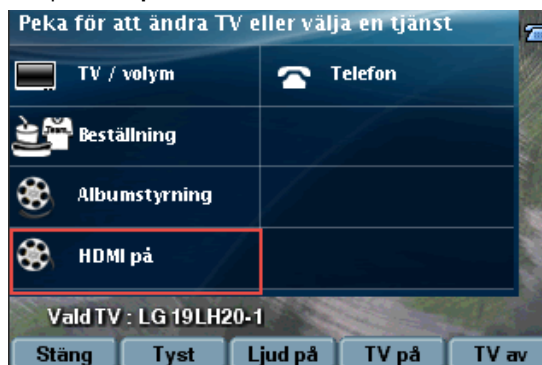 Peka för att ändra TV eller välja en tjänst
TV / volym
Telefon
Beställning
Albumstyrning
HDMI på
Vald TV : LG 19LH20-1
Stäng
Tyst
Ljud på
TV på
TV av